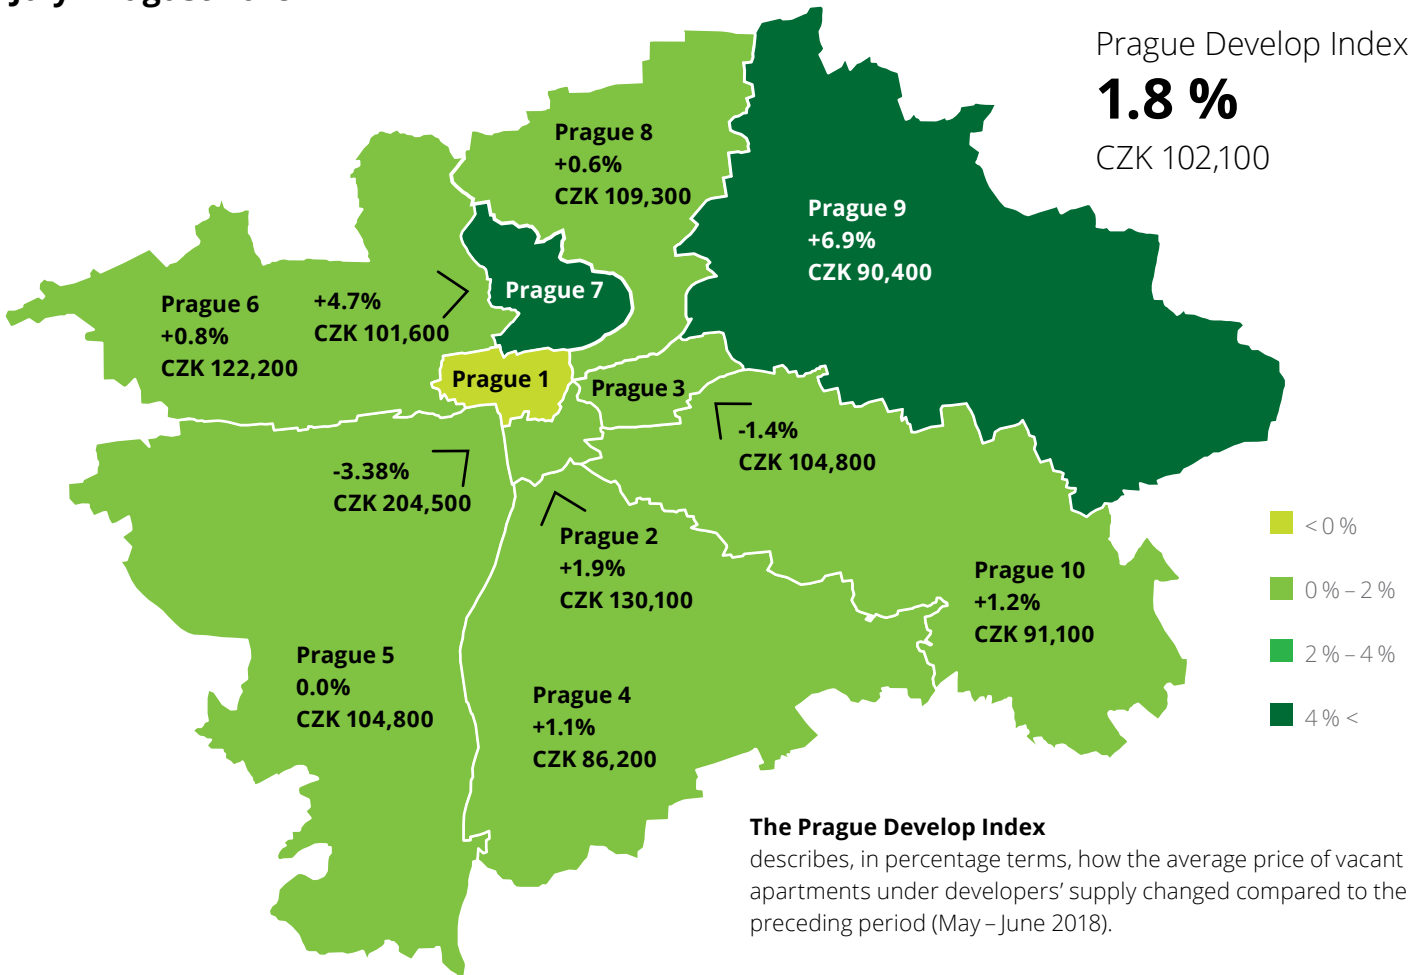 Prague Develop Index
1.8 %
CZK 102,100
Prague 8
+0.6%
CZK 109,300
Prague 9
+6.9%
CZK 90,400
Prague 7
+4.7%
CZK 101,600
Prague 6
+0.8%
CZK 122,200
Prague 1
-3.38%
CZK 204,500
Prague 3
-1.4%
CZK 104,800
Prague 2
+1.9%
CZK 130,100
Prague 10
+1.2%
CZK 91,100
Prague 5
0.0%
CZK 104,800
Prague 4
+1.1%
CZK 86,200
< 0 %
0 % – 2 %
2 % – 4 %
4 % <
The Prague Develop Index
describes, in percentage terms, how the average price of vacant
apartments under developers’ supply changed compared to the
preceding period (May – June 2018).